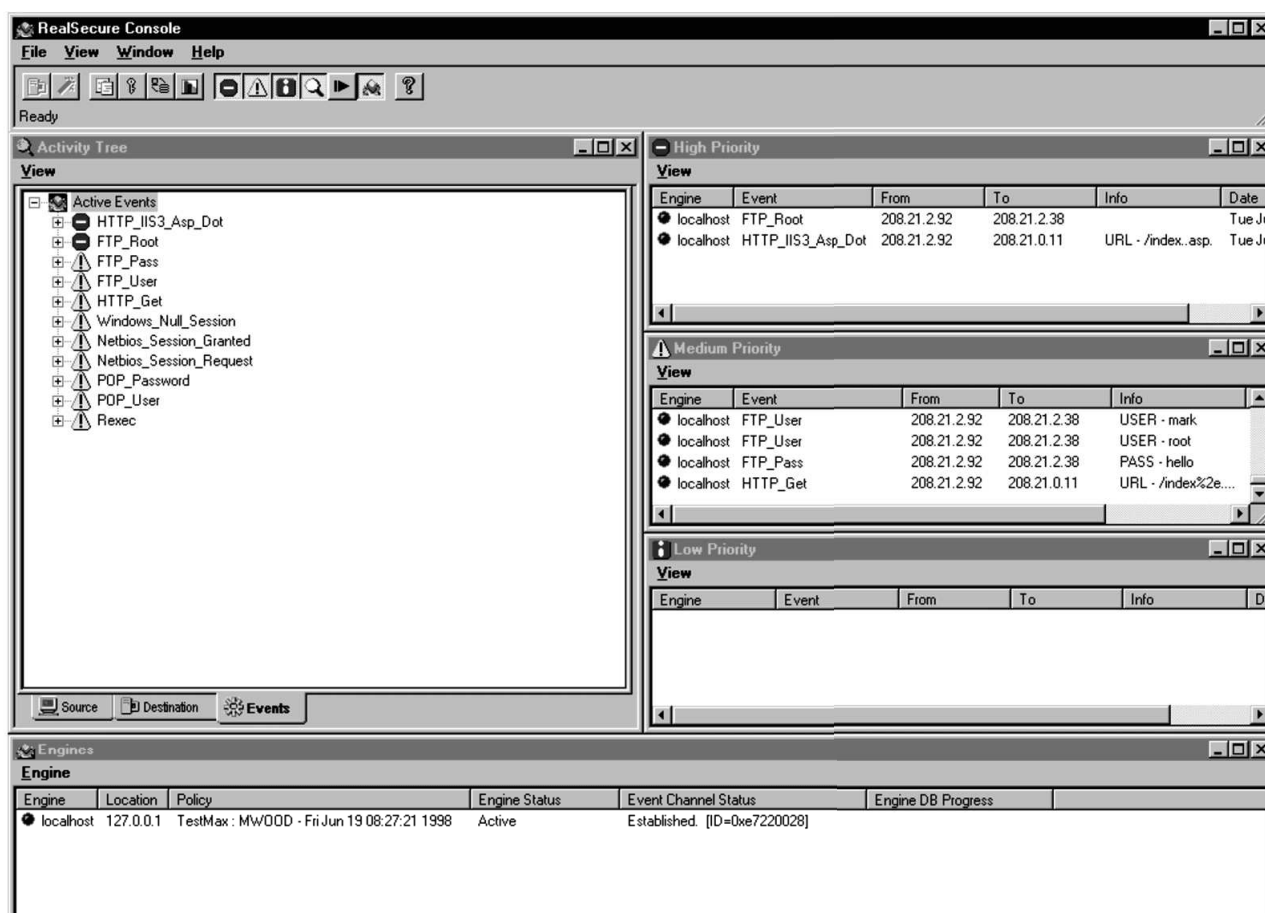 RealSecure Console
File View Window Help
Ready
Activity Tree
View
Active Events
HTTP_IIS3_Asp_Dot
FTP_Root
FTP_Pass
FTP_User
HTTP_Get
Windows_Null_Session
Netbios_Session_Granted
Netbios_Session_Request
POP_Password
POP_User
Rexec
Source Destination Events
High Priority
View
Engine Event From To Info Date
localhost FTP_Root 208.21.2.92 208.21.2.38 Tue Ju
localhost HTTP_IIS3_Asp_Dot 208.21.2.92 208.21.0.11 URL - /index..asp. Tue Ju
Medium Priority
View
Engine Event From To Info
localhost FTP_User 208.21.2.92 208.21.2.38 USER - mark
localhost FTP_User 208.21.2.92 208.21.2.38 USER - root
localhost FTP_Pass 208.21.2.92 208.21.2.38 PASS - hello
localhost HTTP_Get 208.21.2.92 208.21.0.11 URL - /index%2e....
Low Priority
View
Engine Event From To Info D
Engines
Engine
Engine Location Policy Engine Status Event Channel Status Engine DB Progress
localhost 127.0.0.1 TestMax : MWOOD - Fri Jun 19 08:27:21 1998 Active Established. [ID=0xe7220028]